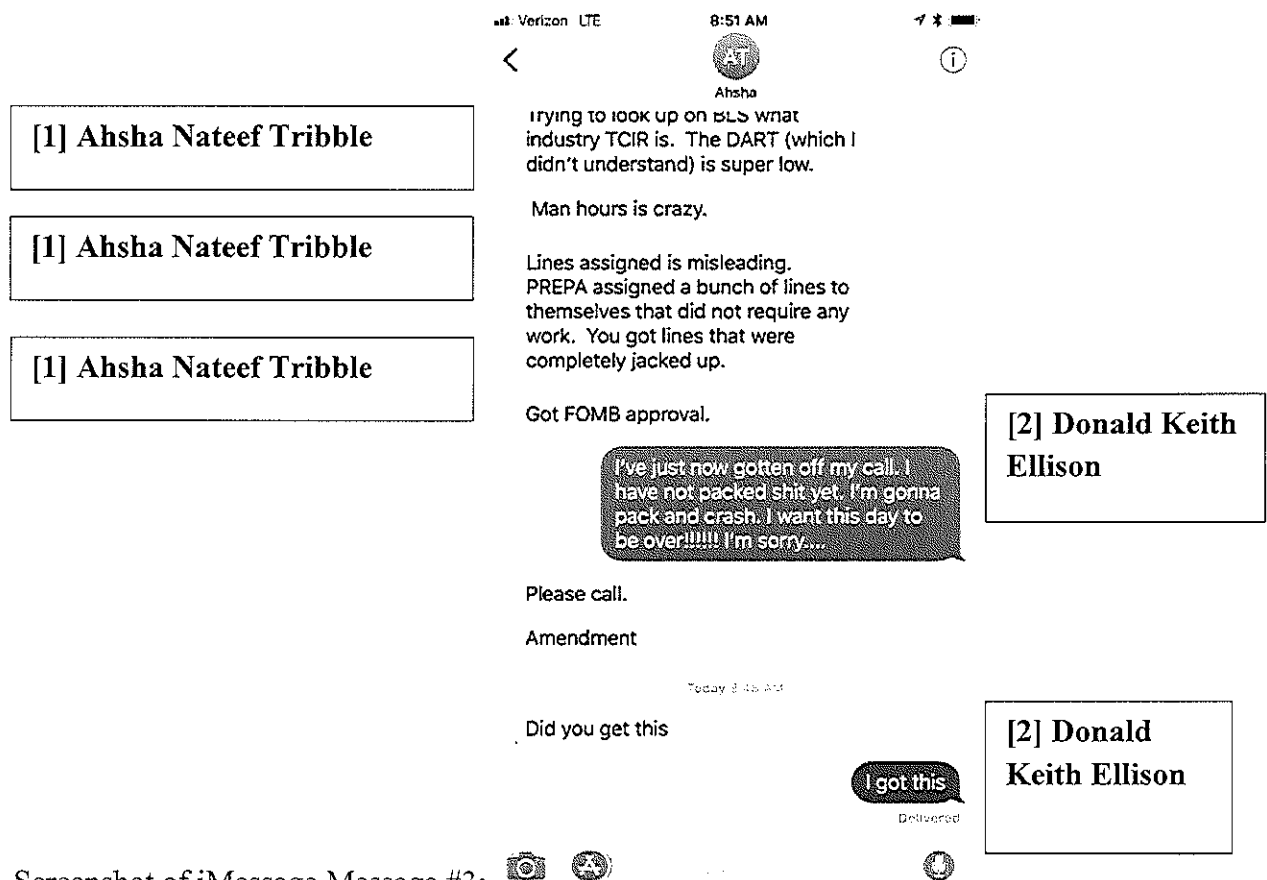 Verizon LTE 8:51 AM
AT
Ahsha
[1] Ahsha Nateef Tribble
Trying to look up on BLS what
industry TCIR is. The DART (which I
didn't understand) is super low.
[1] Ahsha Nateef Tribble
Man hours is crazy.
[1] Ahsha Nateef Tribble
Lines assigned is misleading.
PREPA assigned a bunch of lines to
themselves that did not require any
work. You got lines that were
completely jacked up.
Got FOMB approval.
[2] Donald Keith
Ellison
I've just now gotten off my call. I
have not packed shit yet. I'm gonna
pack and crash. I want this day to
be over!!!!!! I'm sorry....
Please call.
Amendment
Today AM
Did you get this
[2] Donald
Keith Ellison
I got this
Delivered
Screenshot of iMessage Message